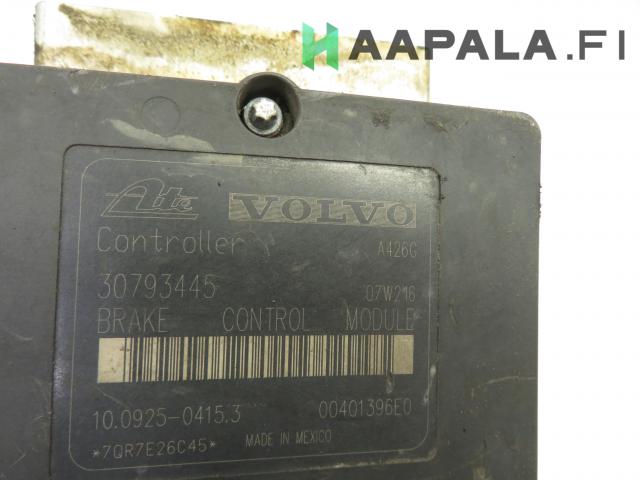 HAAPALA.FI
Ate VOLVO
Controller A426G
30793445 07W216
BRAKE CONTROL MODULE
10.0925-0415.3 00401396E0
*7QR7E26C45* MADE IN MEXICO